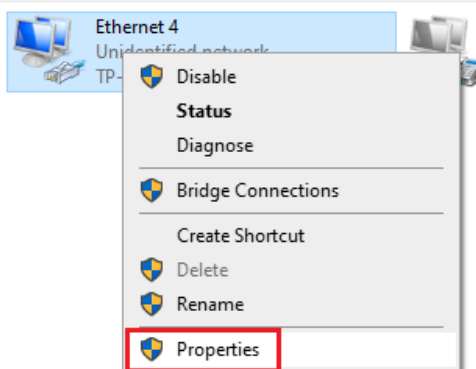 Ethernet 4
Unidentified network
TP-
Disable
Status
Diagnose
Bridge Connections
Create Shortcut
Delete
Rename
Properties